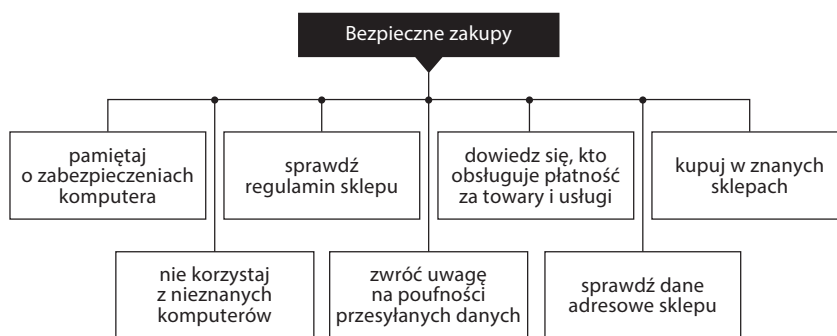 Bezpieczne zakupy
pamiętaj
o zabezpieczeniach
komputera
sprawdź
regulamin sklepu
dowiedz się, kto
obsługuje płatność
za towary i usługi
kupuj w znanych
sklepach
nie korzystaj
z nieznanych
komputerów
zwróć uwagę
na poufności
przesyłanych danych
sprawdź dane
adresowe sklepu